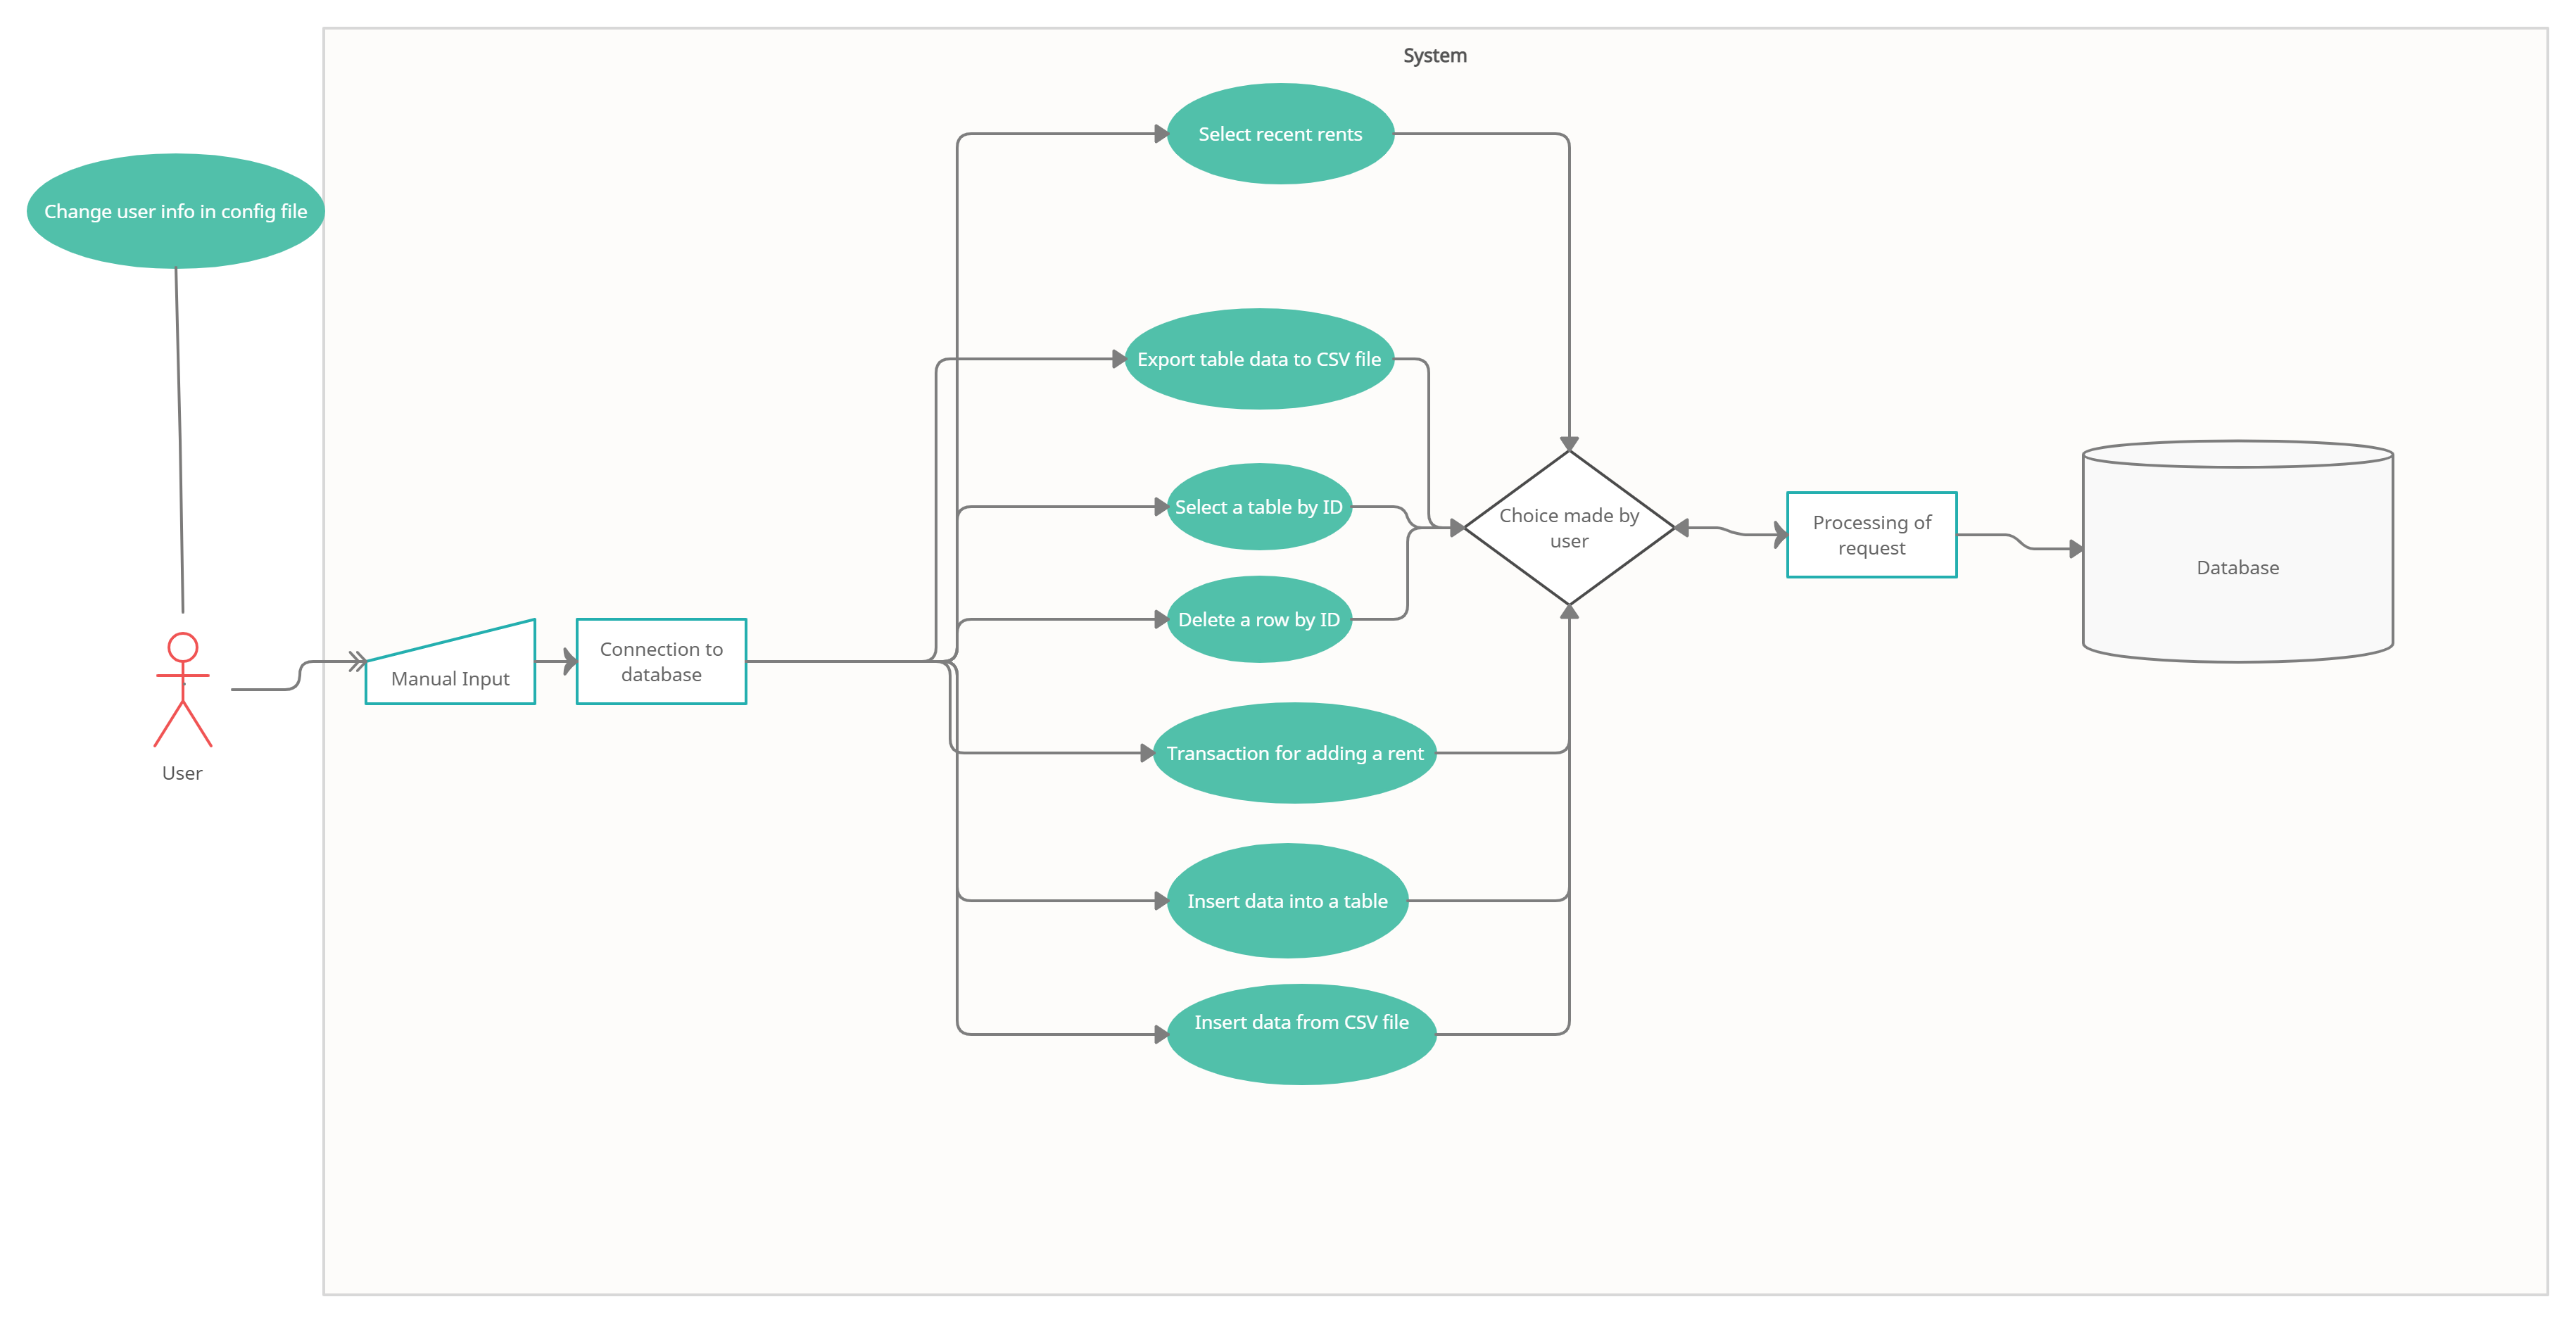 System
Select recent rents
Change user info in config file
Export table data to CSV file
Select a table by ID
Choice made by
user
Processing of
request
Database
Delete a row by ID
Connection to
database
Manual Input
Transaction for adding a rent
User
Insert data into a table
Insert data from CSV file